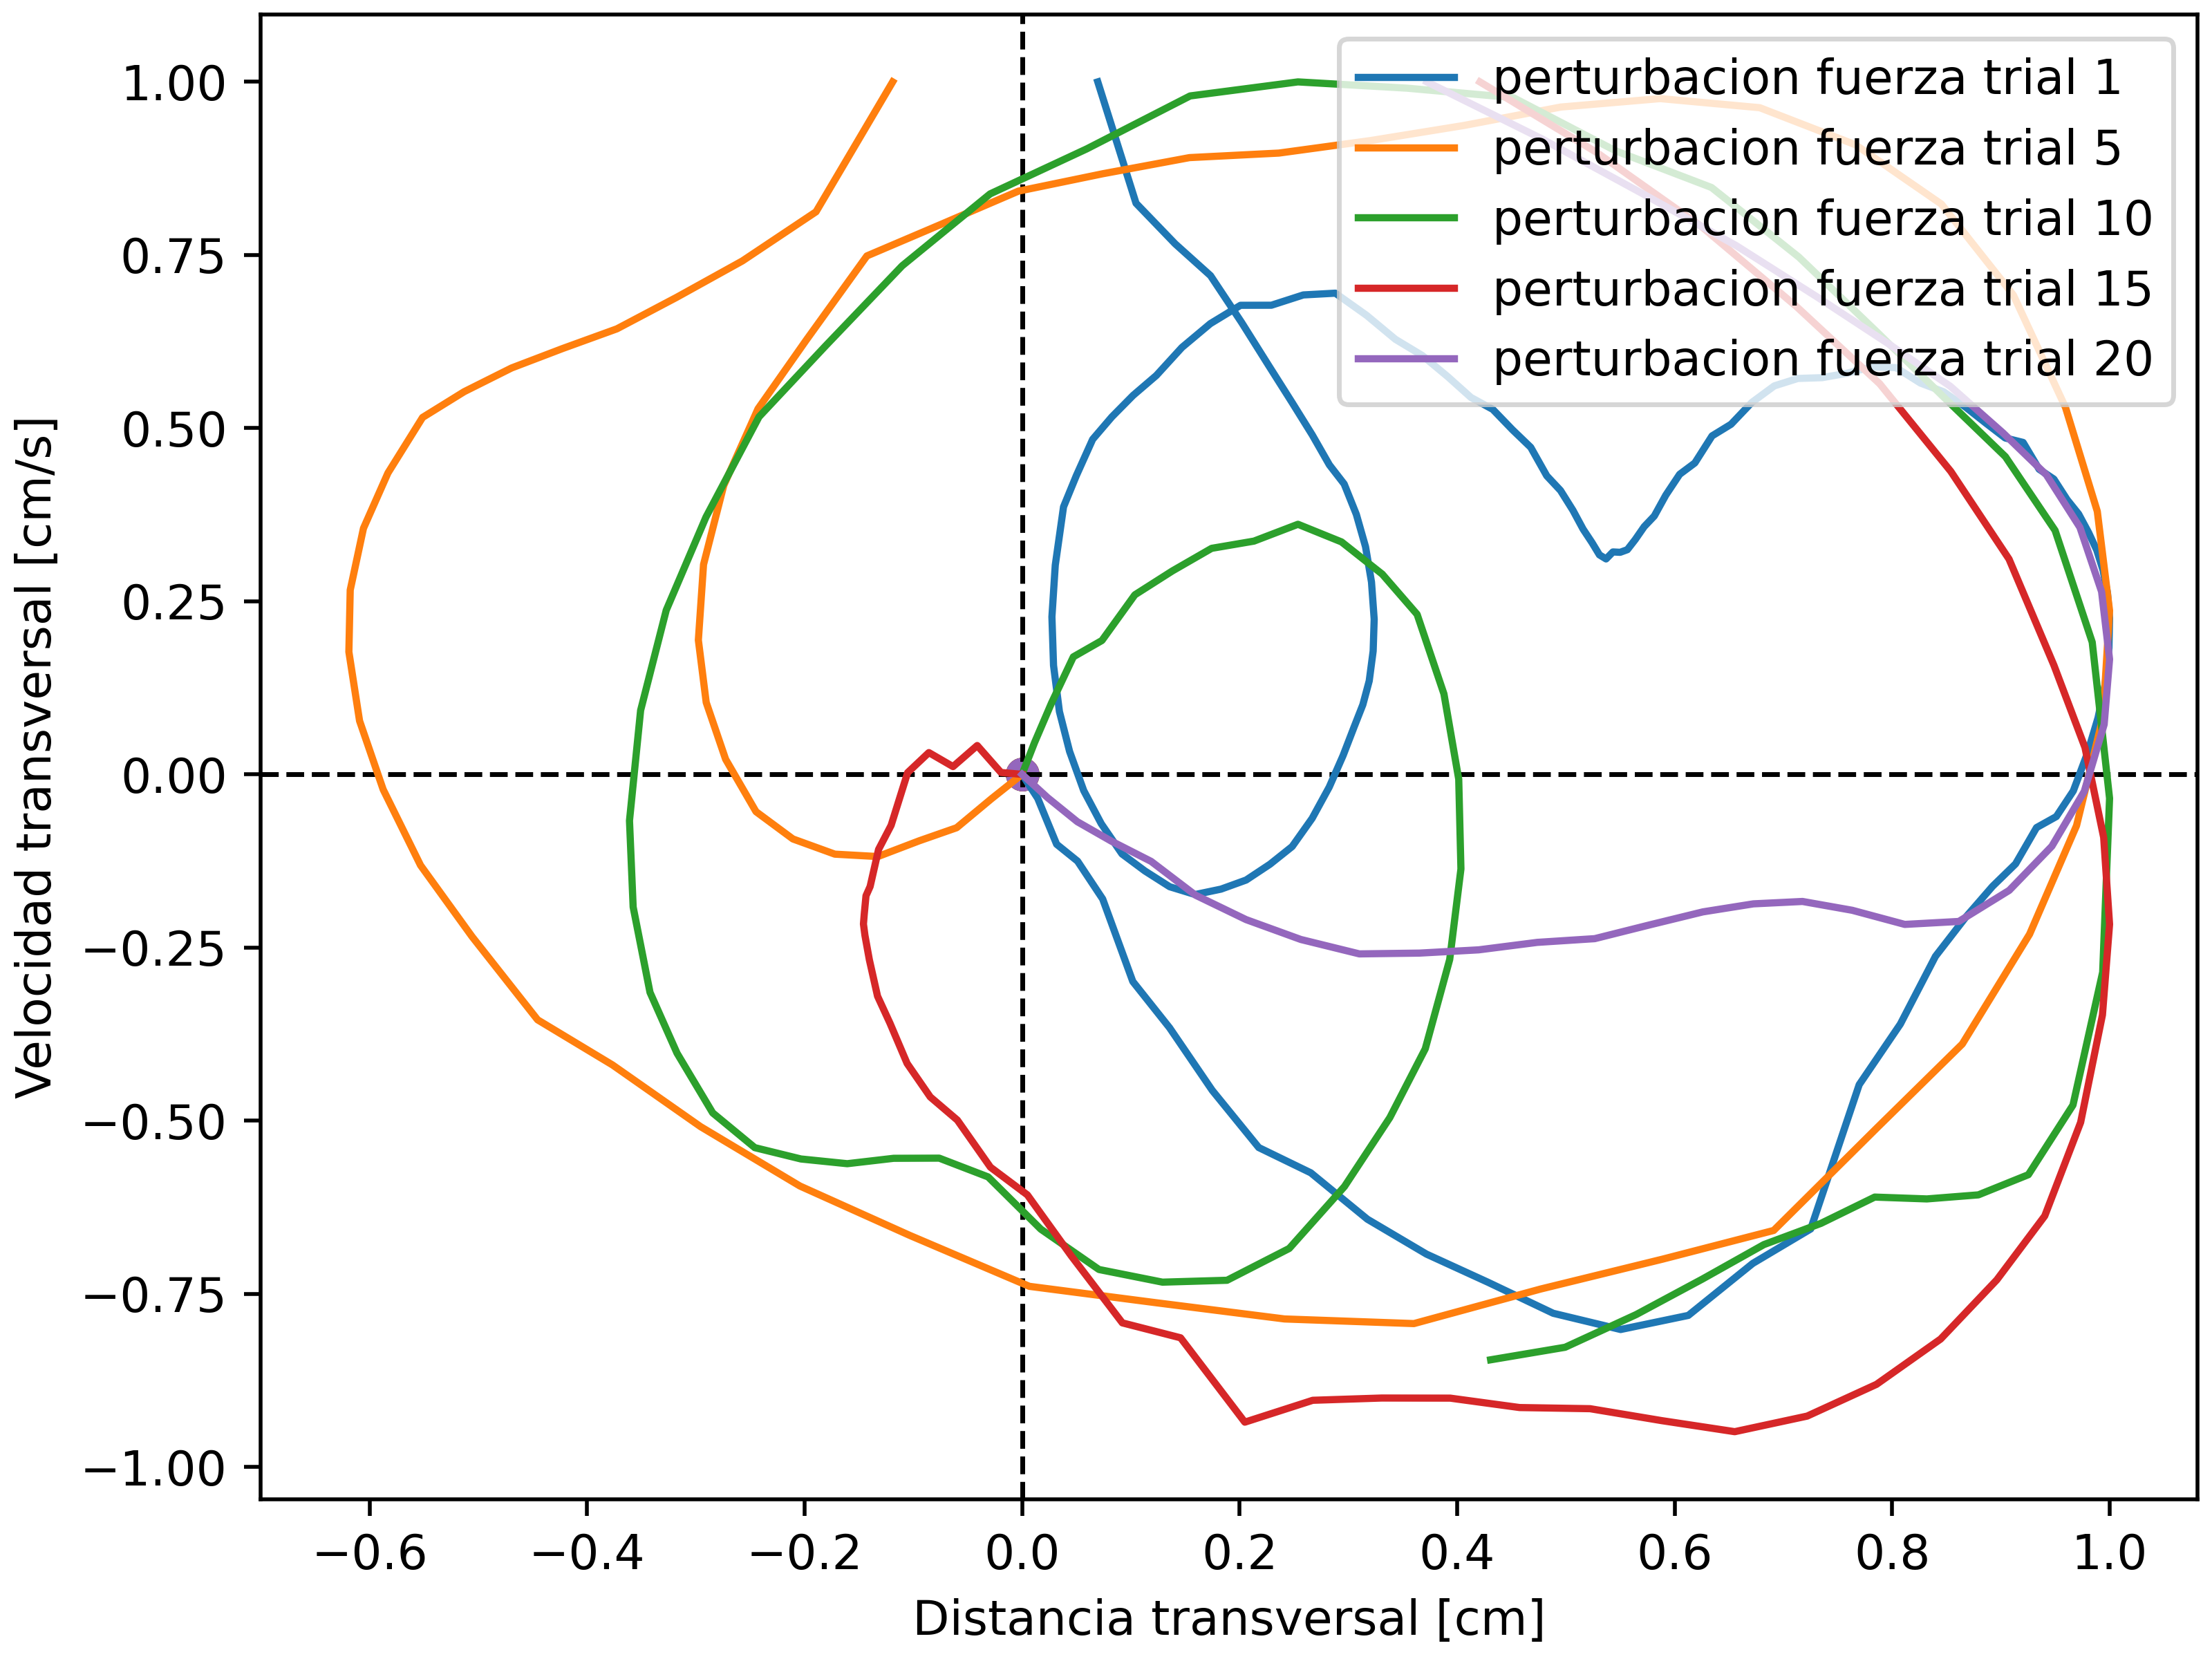 1.00
0.75
0.50
0.25
0.00
−0.25
−0.50
−0.75
−1.00
Velocidad transversal [cm/s]
perturbacion fuerza trial 1
perturbacion fuerza trial 5
perturbacion fuerza trial 10
perturbacion fuerza trial 15
perturbacion fuerza trial 20
−0.6 −0.4 −0.2 0.0 0.2 0.4 0.6 0.8 1.0
Distancia transversal [cm]